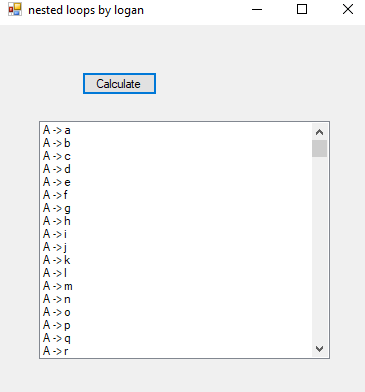 nested loops by logan
Calculate
A -> a
A -> b
A -> c
A -> d
A -> e
A -> f
A -> g
A -> h
A -> i
A -> j
A -> k
A -> l
A -> m
A -> n
A -> o
A -> p
A -> q
A -> r